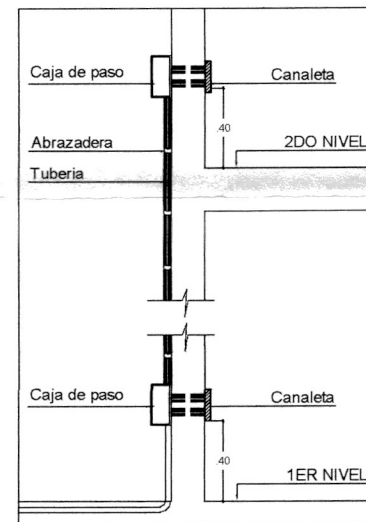 Caja de paso
Canaleta
.40
Abrazadera
2DO NIVEL
Tuberia
Caja de paso
Canaleta
.40
1ER NIVEL